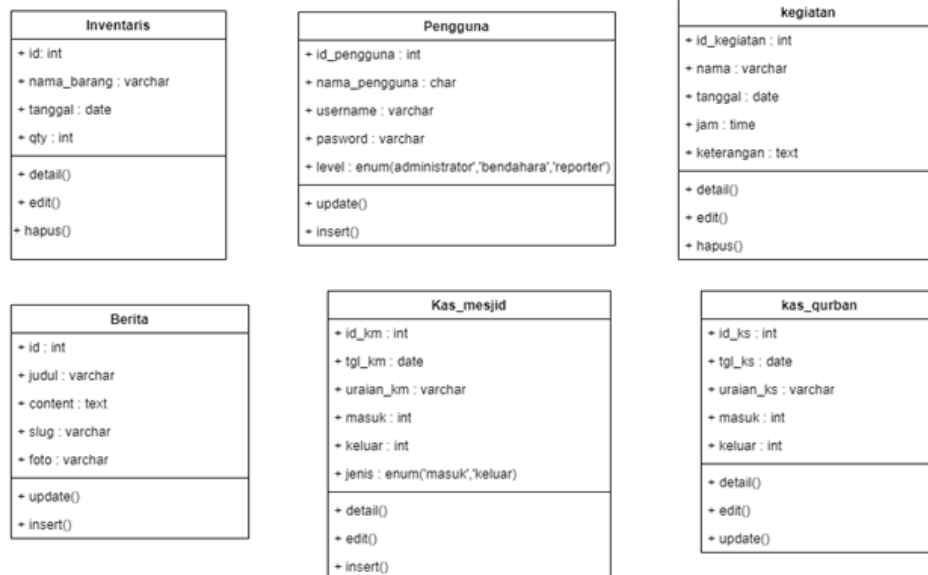 Inventaris
+ id: int
+ nama_barang : varchar
+ tanggal : date
+ qty : int
+ detail()
+ edit()
+ hapus()
Pengguna
+ id_pengguna : int
+ nama_pengguna : char
+ username : varchar
+ pasword : varchar
+ level : enum(administrator','bendahara','reporter')
+ update()
+ insert()
kegiatan
+ id_kegiatan : int
+ nama : varchar
+ tanggal : date
+ jam : time
+ keterangan : text
+ detail()
+ edit()
+ hapus()
Berita
+ id : int
+ judul : varchar
+ content : text
+ slug : varchar
+ foto : varchar
+ update()
+ insert()
Kas_mesjid
+ id_km : int
+ tgl_km : date
+ uraian_km : varchar
+ masuk : int
+ keluar : int
+ jenis : enum('masuk','keluar)
+ detail()
+ edit()
+ insert()
kas_qurban
+ id_ks : int
+ tgl_ks : date
+ uraian_ks : varchar
+ masuk : int
+ keluar : int
+ detail()
+ edit()
+ update()